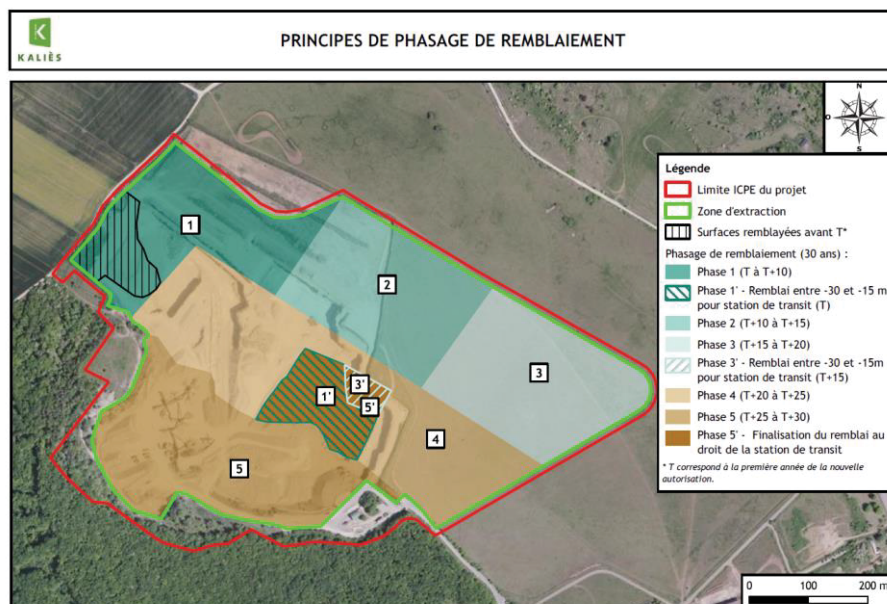 KALIÈS
PRINCIPES DE PHASAGE DE REMBLAIEMENT
N
O
E
S
Légende
Limite ICPE du projet
Zone d'extraction
Surfaces remblayées avant T*
Phasage de remblaiement (30 ans) :
Phase 1 (T à T+10)
Phase 1' - Remblai entre -30 et -15 m
pour station de transit (T)
Phase 2 (T+10 à T+15)
Phase 3 (T+15 à T+20)
Phase 3' - Remblai entre -30 et -15m
pour station de transit (T+15)
Phase 4 (T+20 à T+25)
Phase 5 (T+25 à T+30)
Phase 5' - Finalisation du remblai au
droit de la station de transit
* T correspond à la première année de la nouvelle
autorisation.
1
2
3
3'
1'
5'
4
5
0 100 200 m